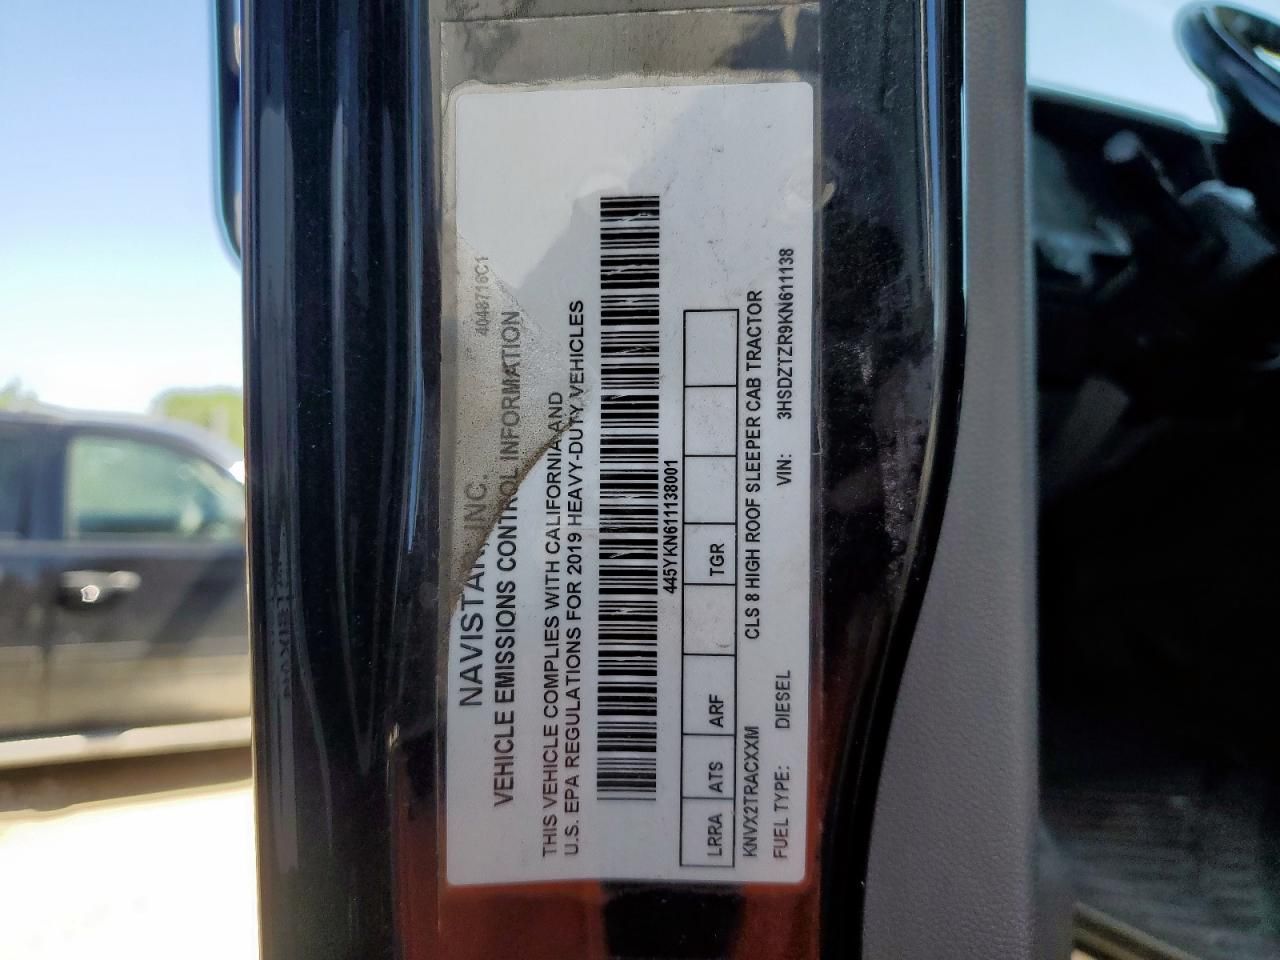 4048716C1
NAVISTAR, INC.
VEHICLE EMISSIONS CONTROL INFORMATION
THIS VEHICLE COMPLIES WITH CALIFORNIA AND
U.S. EPA REGULATIONS FOR 2019 HEAVY-DUTY VEHICLES
445YKN611138001
LRRA ATS ARF TGR
KNVX2TRACXXM CLS 8 HIGH ROOF SLEEPER CAB TRACTOR
FUEL TYPE: DIESEL VIN: 3HSDZTZR9KN611138